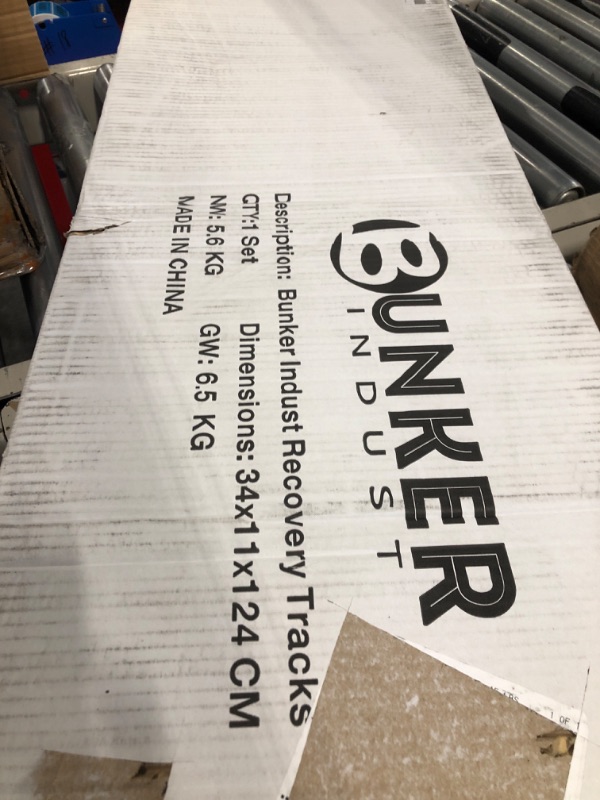 BUNKER
INDUST
Description: Bunker Indust Recovery Tracks
QTY:1 Set Dimensions: 34x11x124 CM
NW: 5.6 KG GW: 6.5 KG
MADE IN CHINA